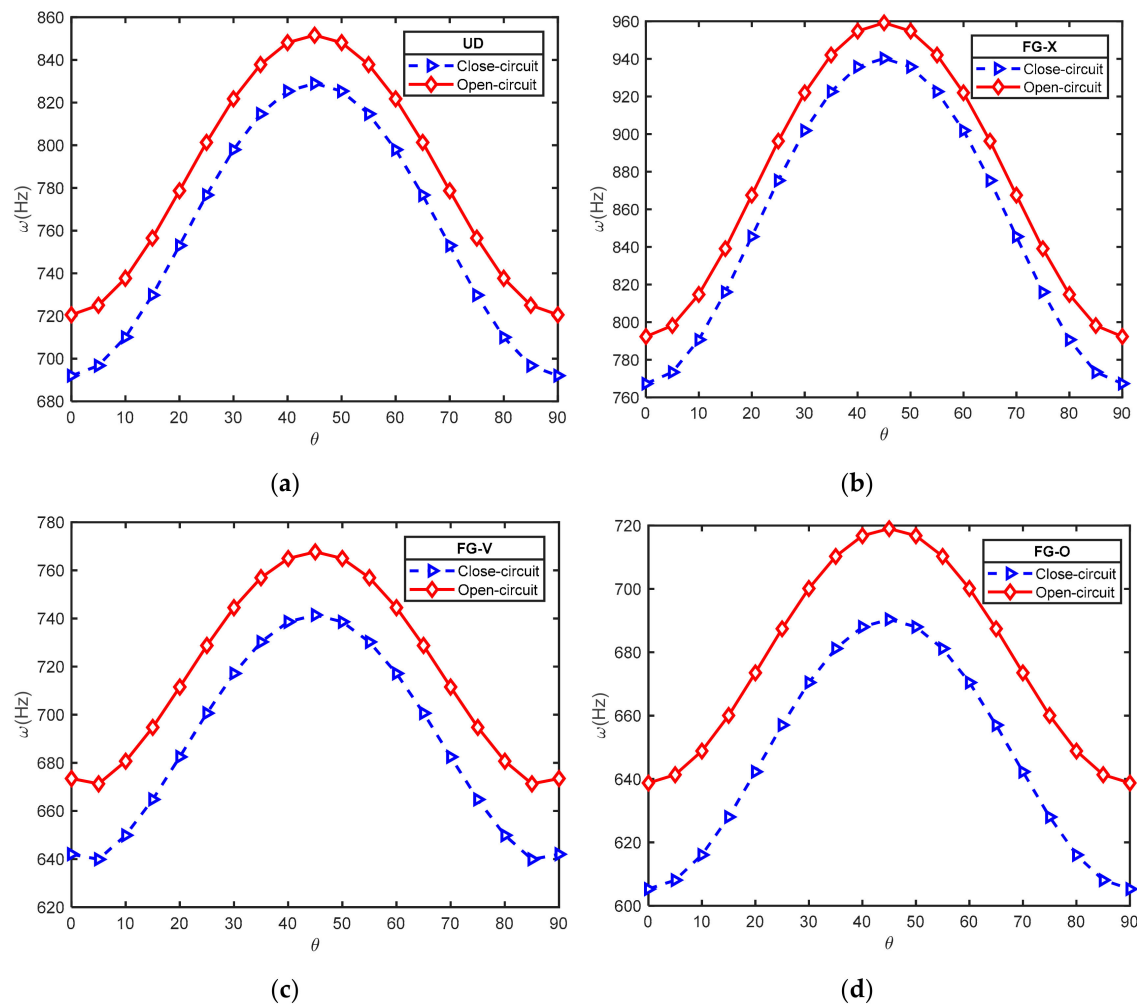 860
840
820
800
780
760
740
720
700
680
ω(Hz)
0 10 20 30 40 50 60 70 80 90
θ
UD
Close-circuit
Open-circuit
(a)
960
940
920
900
880
860
840
820
800
780
760
ω(Hz)
0 10 20 30 40 50 60 70 80 90
θ
FG-X
Close-circuit
Open-circuit
(b)
780
760
740
720
700
680
660
640
620
ω(Hz)
0 10 20 30 40 50 60 70 80 90
θ
FG-V
Close-circuit
Open-circuit
(c)
720
700
680
660
640
620
600
ω(Hz)
0 10 20 30 40 50 60 70 80 90
θ
FG-O
Close-circuit
Open-circuit
(d)